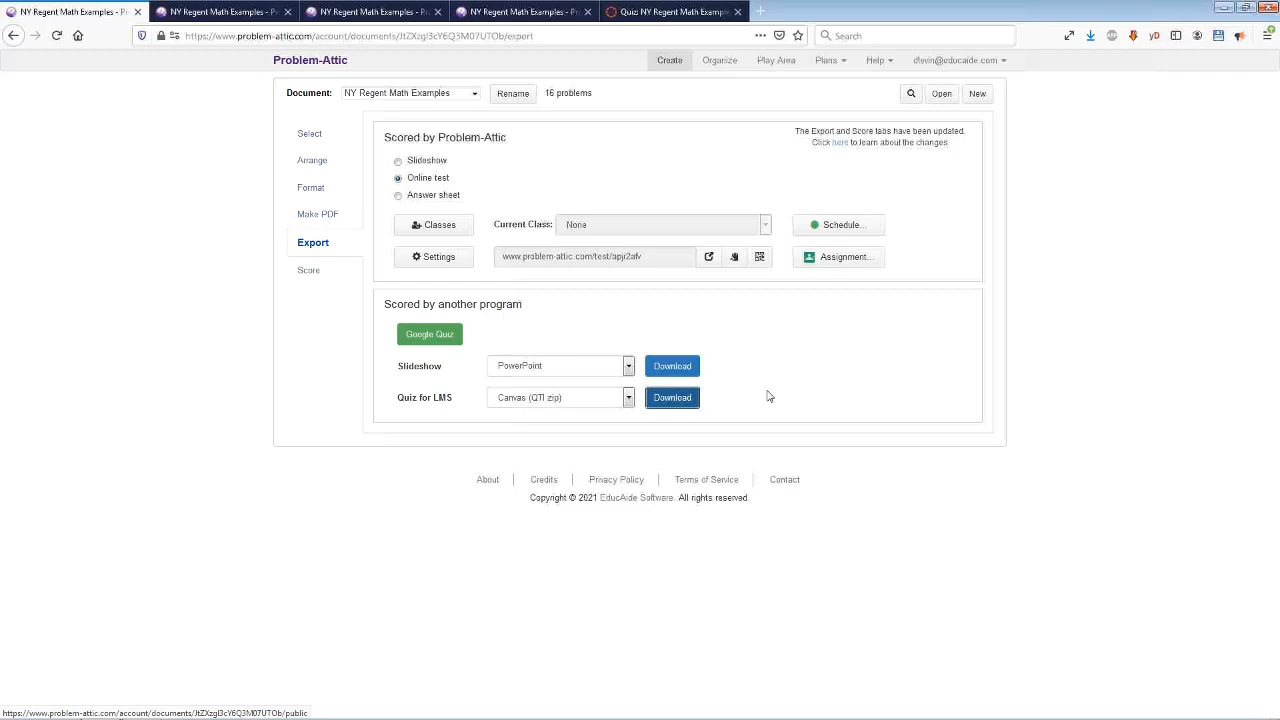 NY Regent Math Examples - Pr
NY Regent Math Examples - Pro
NY Regent Math Examples - Pro
NY Regent Math Examples - Pro
Quiz: NY Regent Math Example
https://www.problem-attic.com/account/documents/JtZXzgl3cY6Q3M07UTOb/export
Search
Problem-Attic
Create
Organize
Play Area
Plans
Help
dlevin@educaide.com
Document:
NY Regent Math Examples
Rename
16 problems
Open
New
Select
Arrange
Format
Make PDF
Export
Score
Scored by Problem-Attic
The Export and Score tabs have been updated.
Click here to learn about the changes.
Slideshow
Online test
Answer sheet
Classes
Current Class:
None
Schedule...
Settings
www.problem-attic.com/test/apjr2afv
Assignment...
Scored by another program
Google Quiz
Slideshow
PowerPoint
Download
Quiz for LMS
Canvas (QTI zip)
Download
About
Credits
Privacy Policy
Terms of Service
Contact
Copyright © 2021 EducAide Software. All rights reserved.
https://www.problem-attic.com/account/documents/JtZXzgl3cY6Q3M07UTOb/public